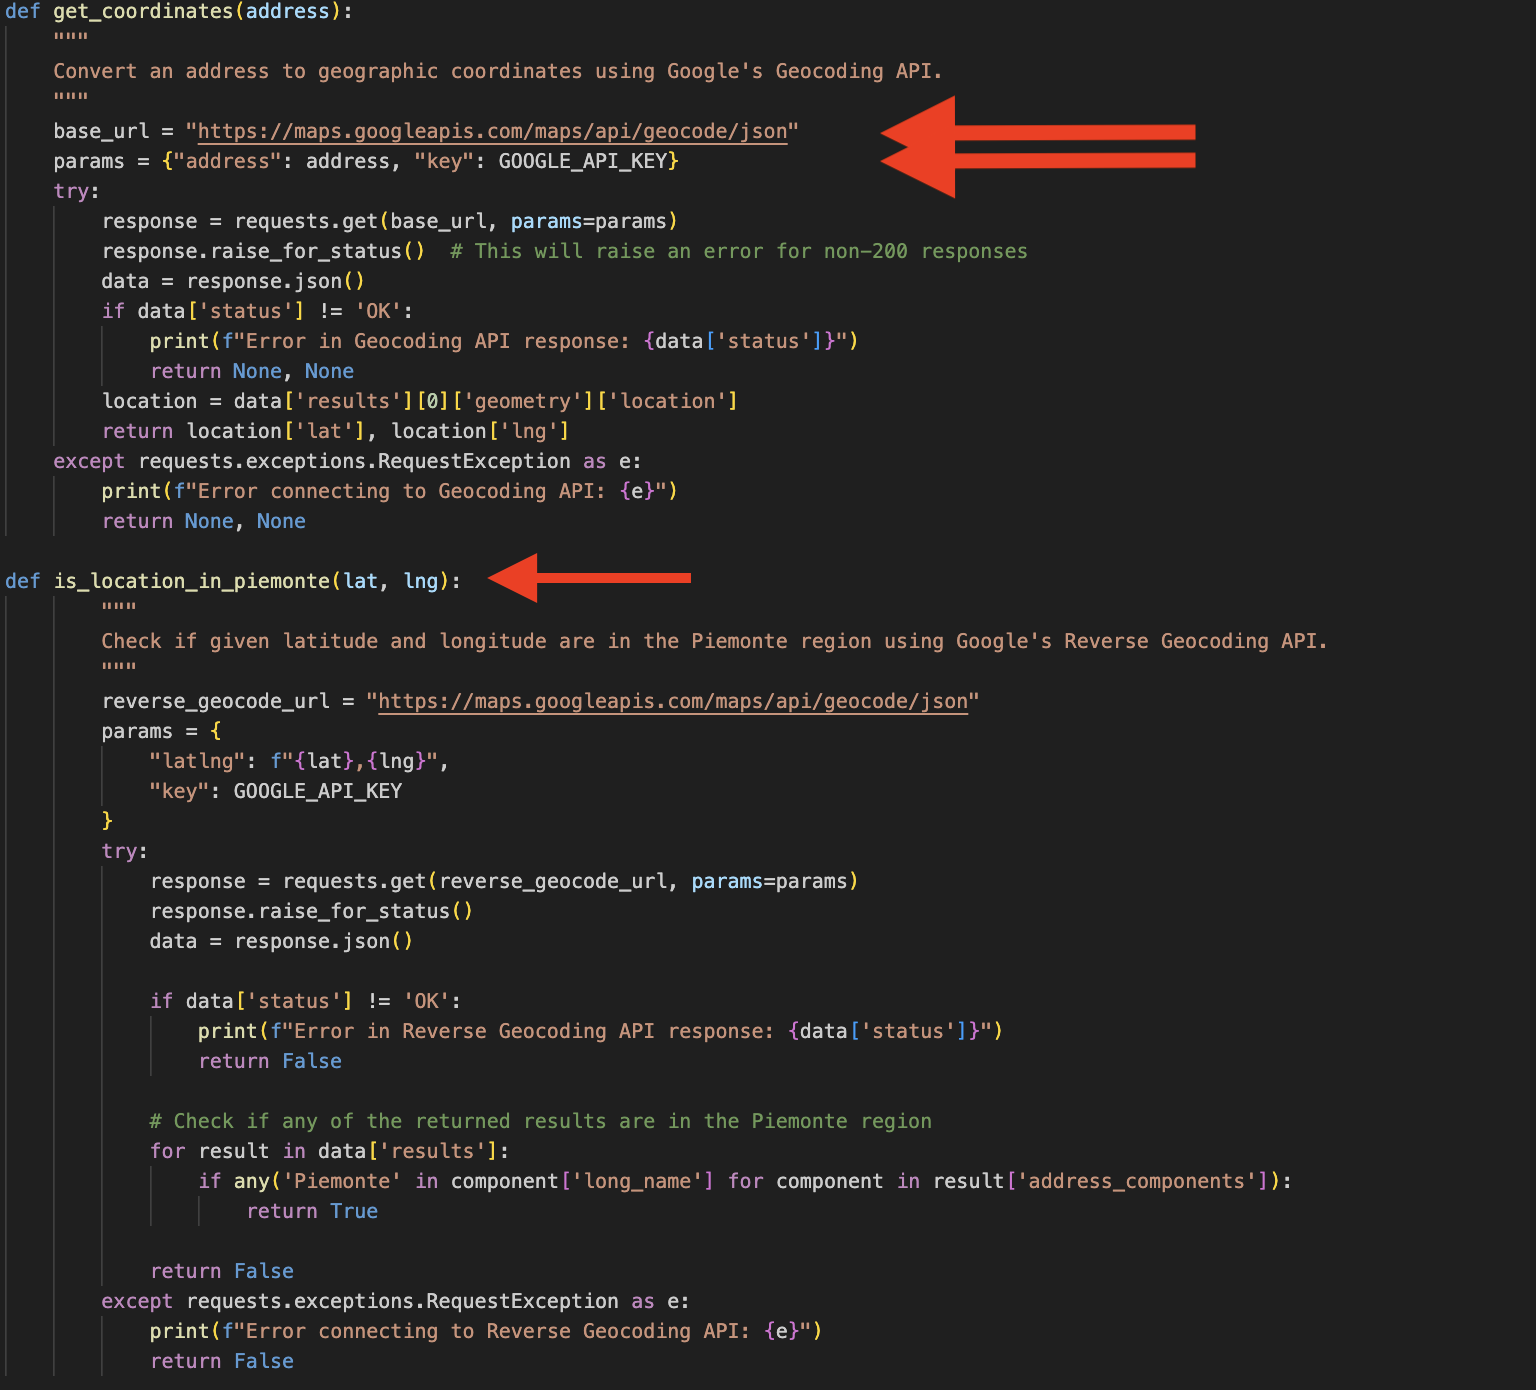 def get_coordinates(address):
    """
    Convert an address to geographic coordinates using Google's Geocoding API.
    """
    base_url = "https://maps.googleapis.com/maps/api/geocode/json"
    params = {"address": address, "key": GOOGLE_API_KEY}
    try:
        response = requests.get(base_url, params=params)
        response.raise_for_status()  # This will raise an error for non-200 responses
        data = response.json()
        if data['status'] != 'OK':
            print(f"Error in Geocoding API response: {data['status']}")
            return None, None
        location = data['results'][0]['geometry']['location']
        return location['lat'], location['lng']
    except requests.exceptions.RequestException as e:
        print(f"Error connecting to Geocoding API: {e}")
        return None, None

def is_location_in_piemonte(lat, lng):
        """
        Check if given latitude and longitude are in the Piemonte region using Google's Reverse Geocoding API.
        """
        reverse_geocode_url = "https://maps.googleapis.com/maps/api/geocode/json"
        params = {
            "latlng": f"{lat},{lng}",
            "key": GOOGLE_API_KEY
        }
        try:
            response = requests.get(reverse_geocode_url, params=params)
            response.raise_for_status()
            data = response.json()

            if data['status'] != 'OK':
                print(f"Error in Reverse Geocoding API response: {data['status']}")
                return False

            # Check if any of the returned results are in the Piemonte region
            for result in data['results']:
                if any('Piemonte' in component['long_name'] for component in result['address_components']):
                    return True

            return False
        except requests.exceptions.RequestException as e:
            print(f"Error connecting to Reverse Geocoding API: {e}")
            return False